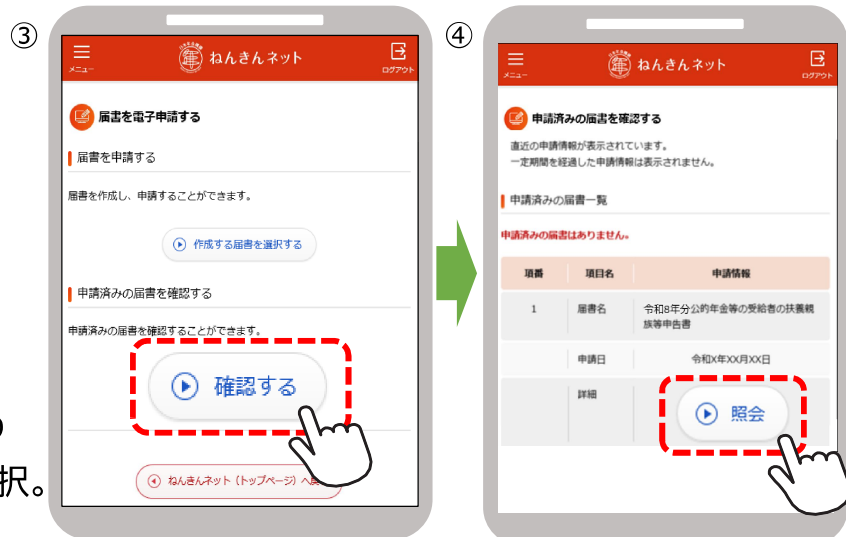 ③
メニュー
ねんきんネット
ログアウト
届書を電子申請する
届書を申請する
届書を作成し、申請することができます。
作成する届書を選択する
申請済みの届書を確認する
申請済みの届書を確認することができます。
確認する
ねんきんネット（トップページ）へ
択。
④
メニュー
ねんきんネット
ログアウト
申請済みの届書を確認する
直近の申請情報が表示されています。
一定期間を経過した申請情報は表示されません。
申請済みの届書一覧
申請済みの届書はありません。
項番 項目名 申請情報
1 届書名 令和8年分公的年金等の受給者の扶養親
族等申告書
申請日 令和X年XX月XX日
詳細
照会